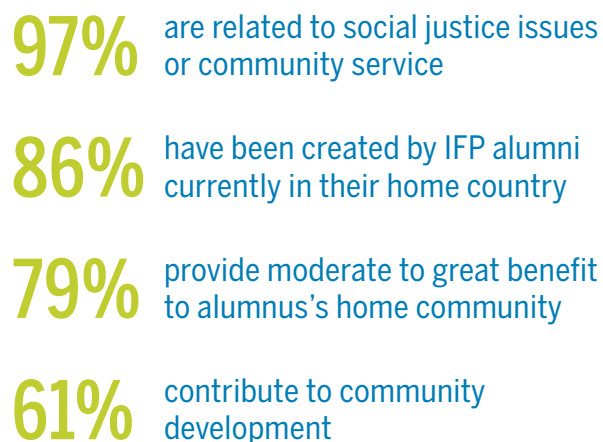 97% are related to social justice issues
or community service
86% have been created by IFP alumni
currently in their home country
79% provide moderate to great benefit
to alumnus's home community
61% contribute to community
development